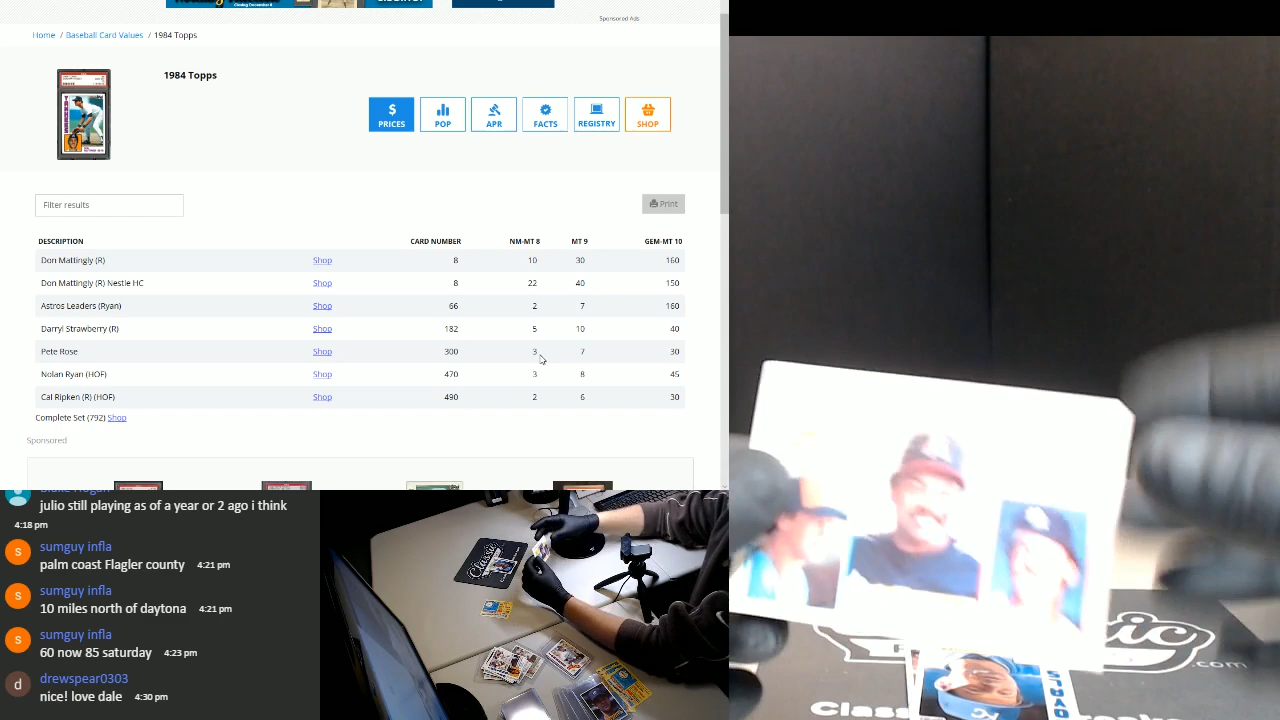 Sponsored Ads
Home / Baseball Card Values / 1984 Topps
1984 Topps
$ PRICES
POP
APR
FACTS
REGISTRY
SHOP
Filter results
Print
DESCRIPTION CARD NUMBER NM-MT 8 MT 9 GEM-MT 10
Don Mattingly (R) Shop 8 10 30 160
Don Mattingly (R) Nestle HC Shop 8 22 40 150
Astros Leaders (Ryan) Shop 66 2 7 160
Darryl Strawberry (R) Shop 182 5 10 40
Pete Rose Shop 300 3 7 30
Nolan Ryan (HOF) Shop 470 3 8 45
Cal Ripken (R) (HOF) Shop 490 2 6 30
Complete Set (792) Shop
Sponsored
julio still playing as of a year or 2 ago i think
4:18 pm
S sumguy infla
palm coast Flagler county 4:21 pm
S sumguy infla
10 miles north of daytona 4:21 pm
S sumguy infla
60 now 85 saturday 4:23 pm
d drewspear0303
nice! love dale 4:30 pm
.com